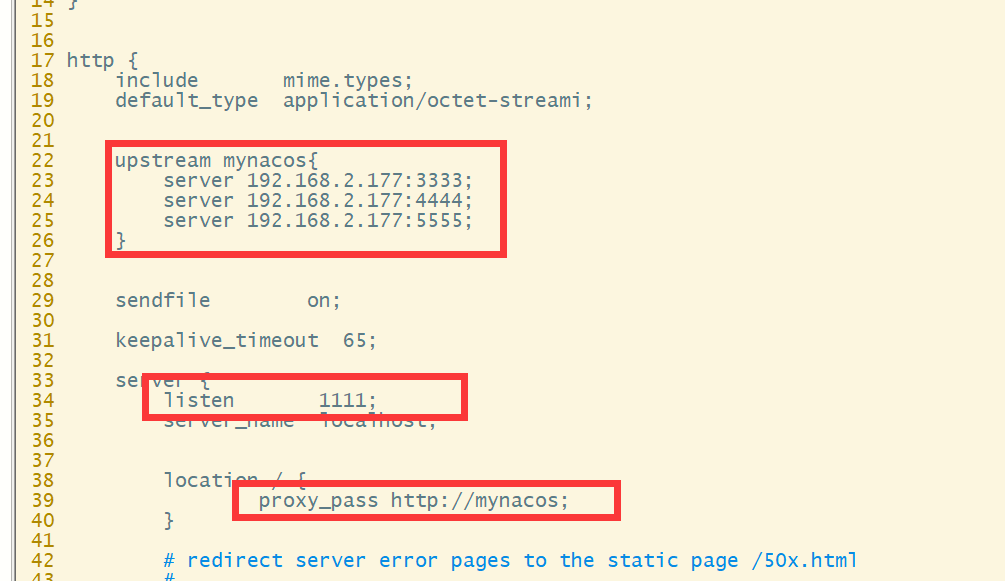 14 }
15
16
17 http {
18 include mime.types;
19 default_type application/octet-streami;
20
21
22 upstream mynacos{
23 server 192.168.2.177:3333;
24 server 192.168.2.177:4444;
25 server 192.168.2.177:5555;
26 }
27
28
29 sendfile on;
30
31 keepalive_timeout 65;
32
33 server {
34 listen 1111;
35 server_name localhost;
36
37
38 location / {
39 proxy_pass http://mynacos;
40 }
41
42 # redirect server error pages to the static page /50x.html
43 #